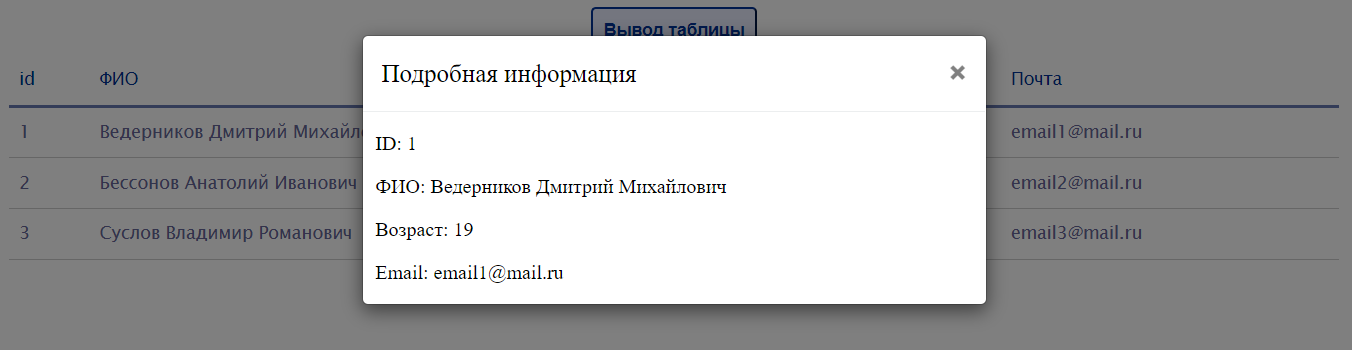 Вывод таблицы
id ФИО Почта
Подробная информация ×
1 Ведерников Дмитрий Михайл email1@mail.ru
2 Бессонов Анатолий Иванович email2@mail.ru
3 Суслов Владимир Романович email3@mail.ru
ID: 1
ФИО: Ведерников Дмитрий Михайлович
Возраст: 19
Email: email1@mail.ru